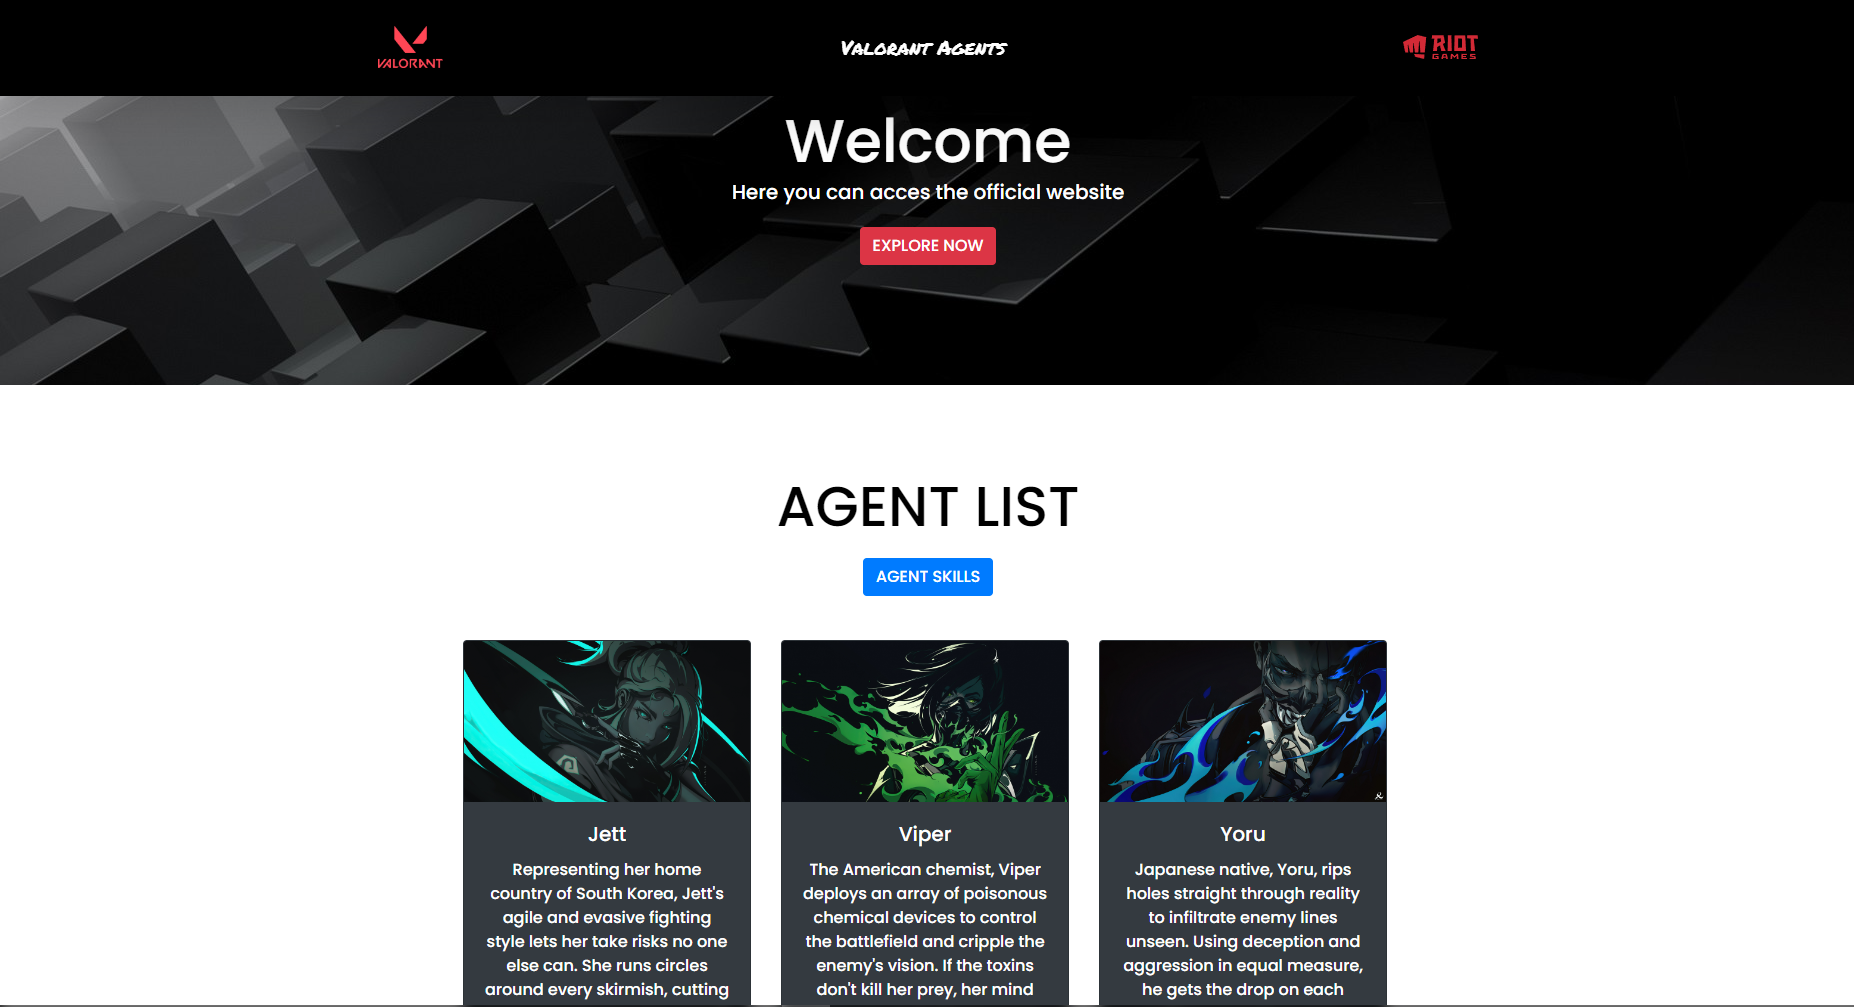 VALORANT
Valorant Agents
RIOT
GAMES
Welcome
Here you can acces the official website
EXPLORE NOW
AGENT LIST
AGENT SKILLS
Jett
Representing her home
country of South Korea, Jett's
agile and evasive fighting
style lets her take risks no one
else can. She runs circles
around every skirmish, cutting
Viper
The American chemist, Viper
deploys an array of poisonous
chemical devices to control
the battlefield and cripple the
enemy's vision. If the toxins
don't kill her prey, her mind
Yoru
Japanese native, Yoru, rips
holes straight through reality
to infiltrate enemy lines
unseen. Using deception and
aggression in equal measure,
he gets the drop on each